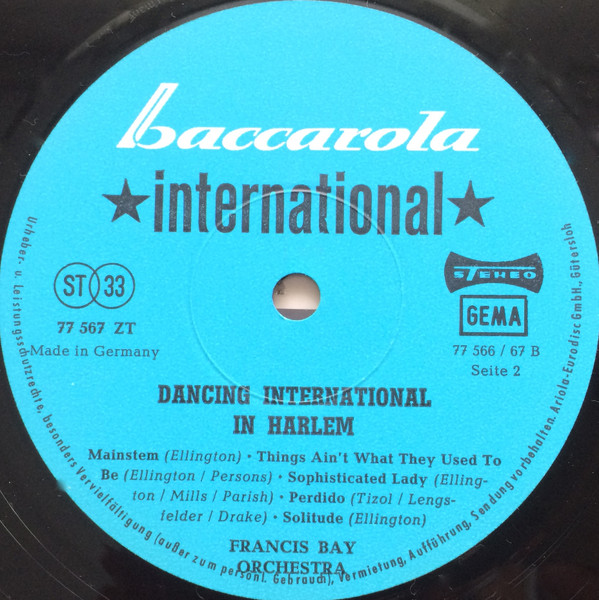 baccarola
★international★
ST 33
77 567 ZT
Made in Germany
STEREO
GEMA
77 566 / 67 B
Seite 2
DANCING INTERNATIONAL
IN HARLEM
Mainstem (Ellington) · Things Ain't What They Used To
Be (Ellington / Persons) · Sophisticated Lady (Elling-
ton / Mills / Parish) · Perdido (Tizol / Lengs-
felder / Drake) · Solitude (Ellington)
FRANCIS BAY
ORCHESTRA
Urheber- u. Leistungsschutzrechte, besonders Vervielfältigung (außer zum pers. Gebrauch), Vermietung, Aufführung, Sendung vorbehalten. Ariola-Eurodisc GmbH., Gütersloh